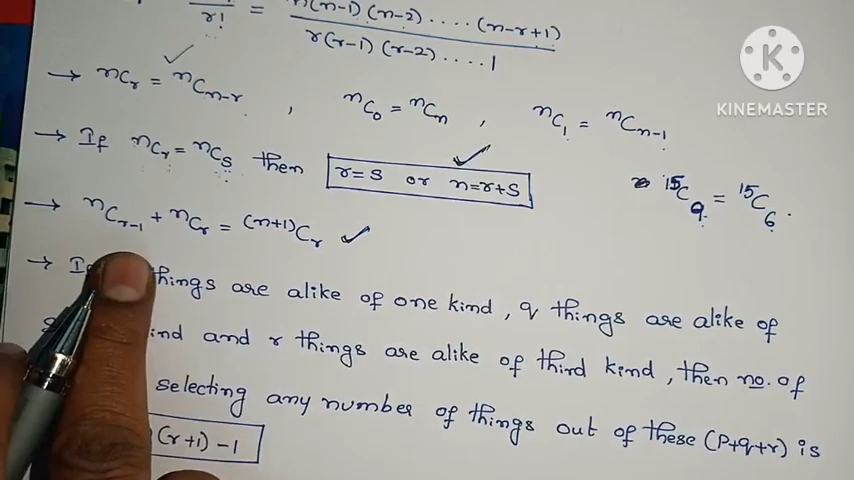 r! = n(n-1)(n-2)....(n-r+1)
r(r-1)(r-2)....1
→ nCr = nCn-r , nC0 = nCn , nC1 = nCn-1
→ If nCr = nCs then r=s or n=r+s
15C9 = 15C6.
→ nCr-1 + nCr = (n+1)Cr
→ things are alike of one kind, q things are alike of
and r things are alike of third kind, then no. of
selecting any number of things out of these (p+q+r) is
(r+1)-1
K
KINEMASTER